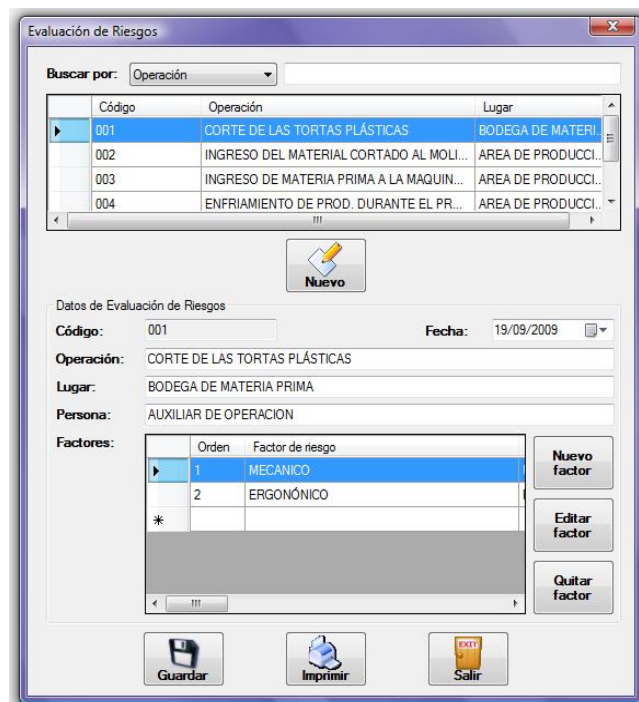 Evaluación de Riesgos
Buscar por: Operación
Código Operación Lugar
001 CORTE DE LAS TORTAS PLÁSTICAS BODEGA DE MATERI...
002 INGRESO DEL MATERIAL CORTADO AL MOLI... AREA DE PRODUCCI...
003 INGRESO DE MATERIA PRIMA A LA MAQUIN... AREA DE PRODUCCI...
004 ENFRIAMIENTO DE PROD. DURANTE EL PR... AREA DE PRODUCCI...
Nuevo
Datos de Evaluación de Riesgos
Código: 001 Fecha: 19/09/2009
Operación: CORTE DE LAS TORTAS PLÁSTICAS
Lugar: BODEGA DE MATERIA PRIMA
Persona: AUXILIAR DE OPERACION
Factores:
Orden Factor de riesgo
1 MECANICO
2 ERGONÓNICO
Nuevo factor
Editar factor
Quitar factor
Guardar Imprimir EXIT Salir